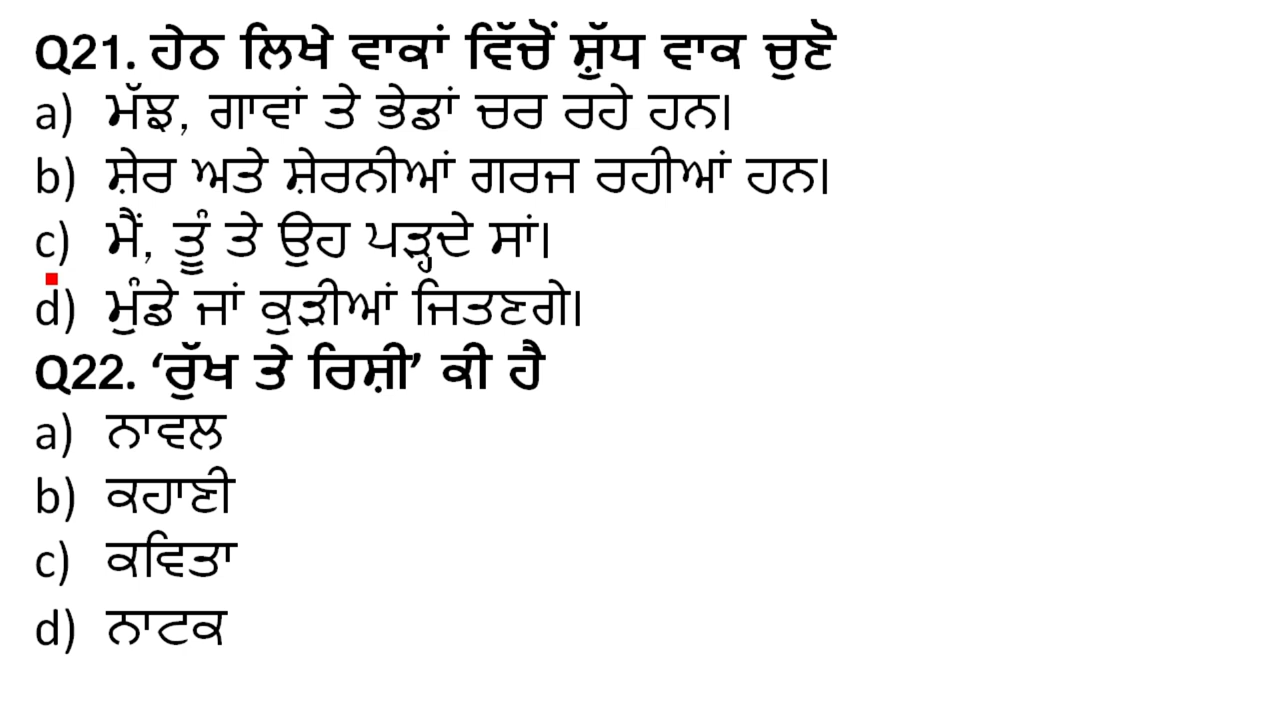 Q21. ਹੇਠ ਲਿਖੇ ਵਾਕਾਂ ਵਿੱਚੋਂ ਸ਼ੁੱਧ ਵਾਕ ਚੁਣੋ
a) ਮੱਝ, ਗਾਵਾਂ ਤੇ ਭੇਡਾਂ ਚਰ ਰਹੇ ਹਨ।
b) ਸ਼ੇਰ ਅਤੇ ਸ਼ੇਰਨੀਆਂ ਗਰਜ ਰਹੀਆਂ ਹਨ।
c) ਮੈਂ, ਤੂੰ ਤੇ ਉਹ ਪੜ੍ਹਦੇ ਸਾਂ।
d) ਮੁੰਡੇ ਜਾਂ ਕੁੜੀਆਂ ਜਿਤਣਗੇ।
Q22. ‘ਰੁੱਖ ਤੇ ਰਿਸ਼ੀ’ ਕੀ ਹੈ
a) ਨਾਵਲ
b) ਕਹਾਣੀ
c) ਕਵਿਤਾ
d) ਨਾਟਕ